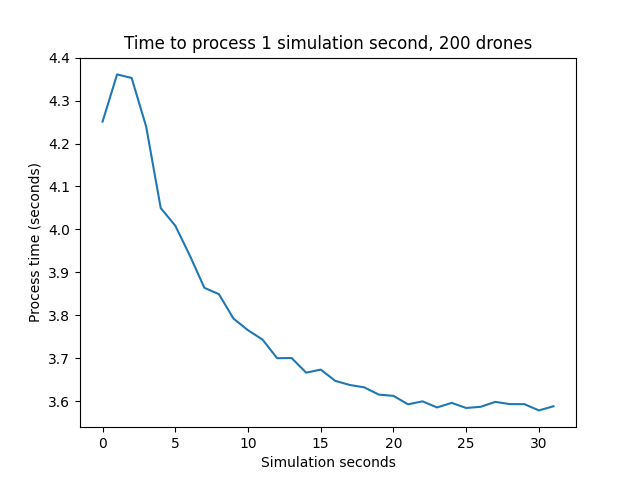 Time to process 1 simulation second, 200 drones
4.4
4.3
4.2
4.1
4.0
3.9
3.8
3.7
3.6
Process time (seconds)
0 5 10 15 20 25 30
Simulation seconds